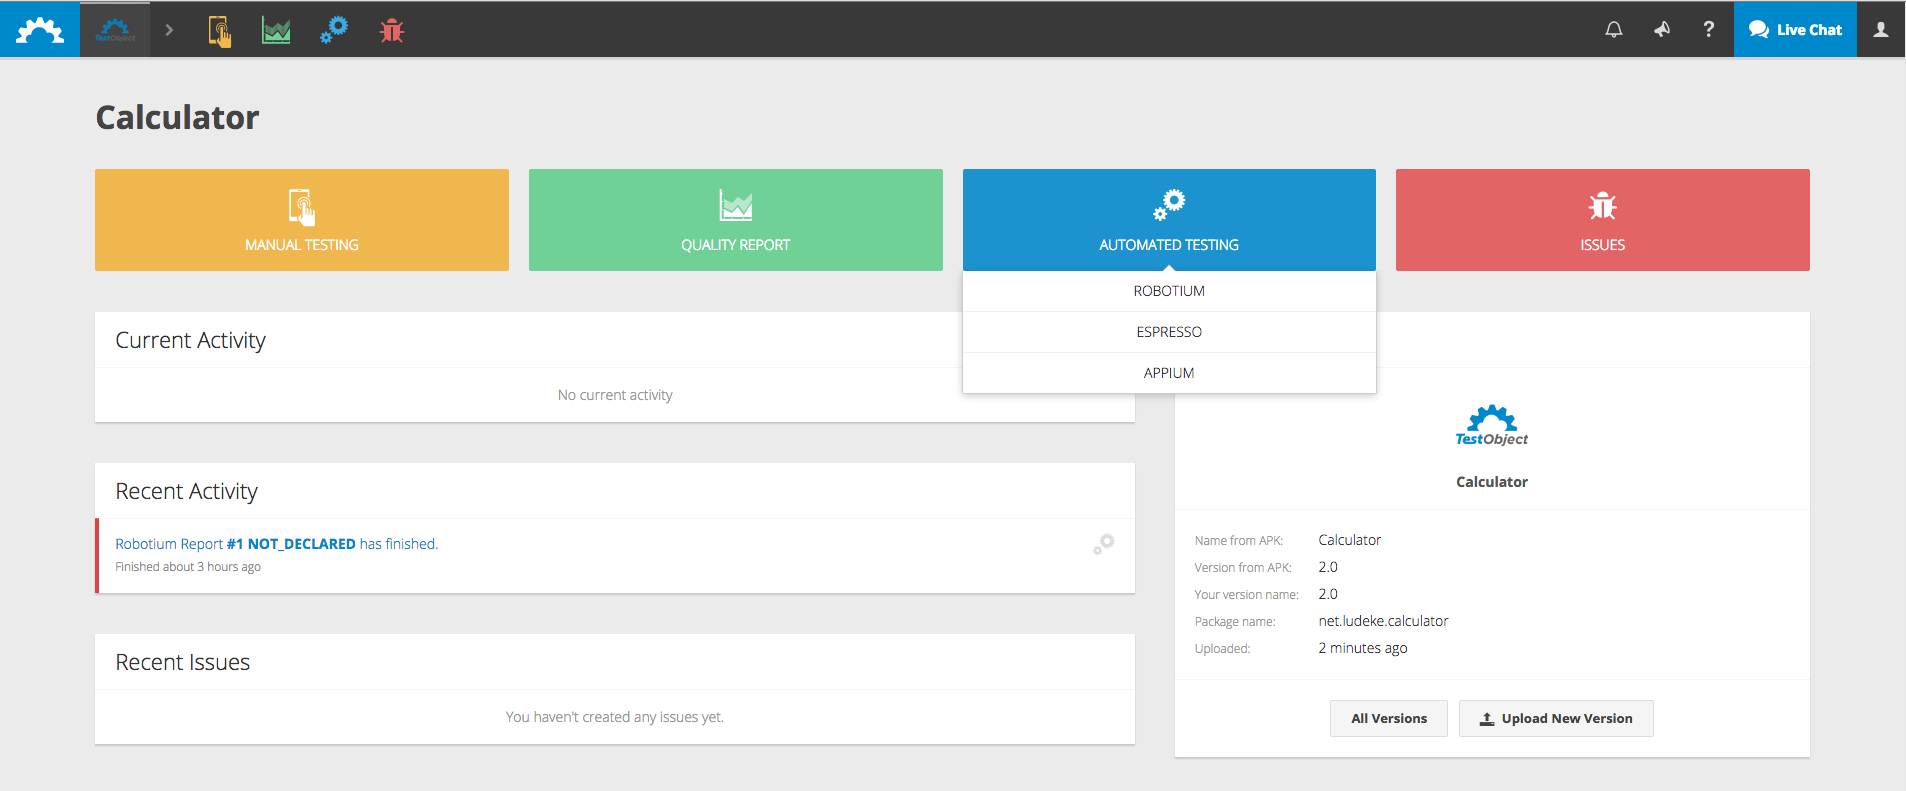 TestObject
Live Chat
Calculator
MANUAL TESTING
QUALITY REPORT
AUTOMATED TESTING
ISSUES
ROBOTIUM
ESPRESSO
APPIUM
Current Activity
No current activity
Recent Activity
Robotium Report #1 NOT_DECLARED has finished.
Finished about 3 hours ago
Recent Issues
You haven't created any issues yet.
TestObject
Calculator
Name from APK: Calculator
Version from APK: 2.0
Your version name: 2.0
Package name: net.ludeke.calculator
Uploaded: 2 minutes ago
All Versions
Upload New Version